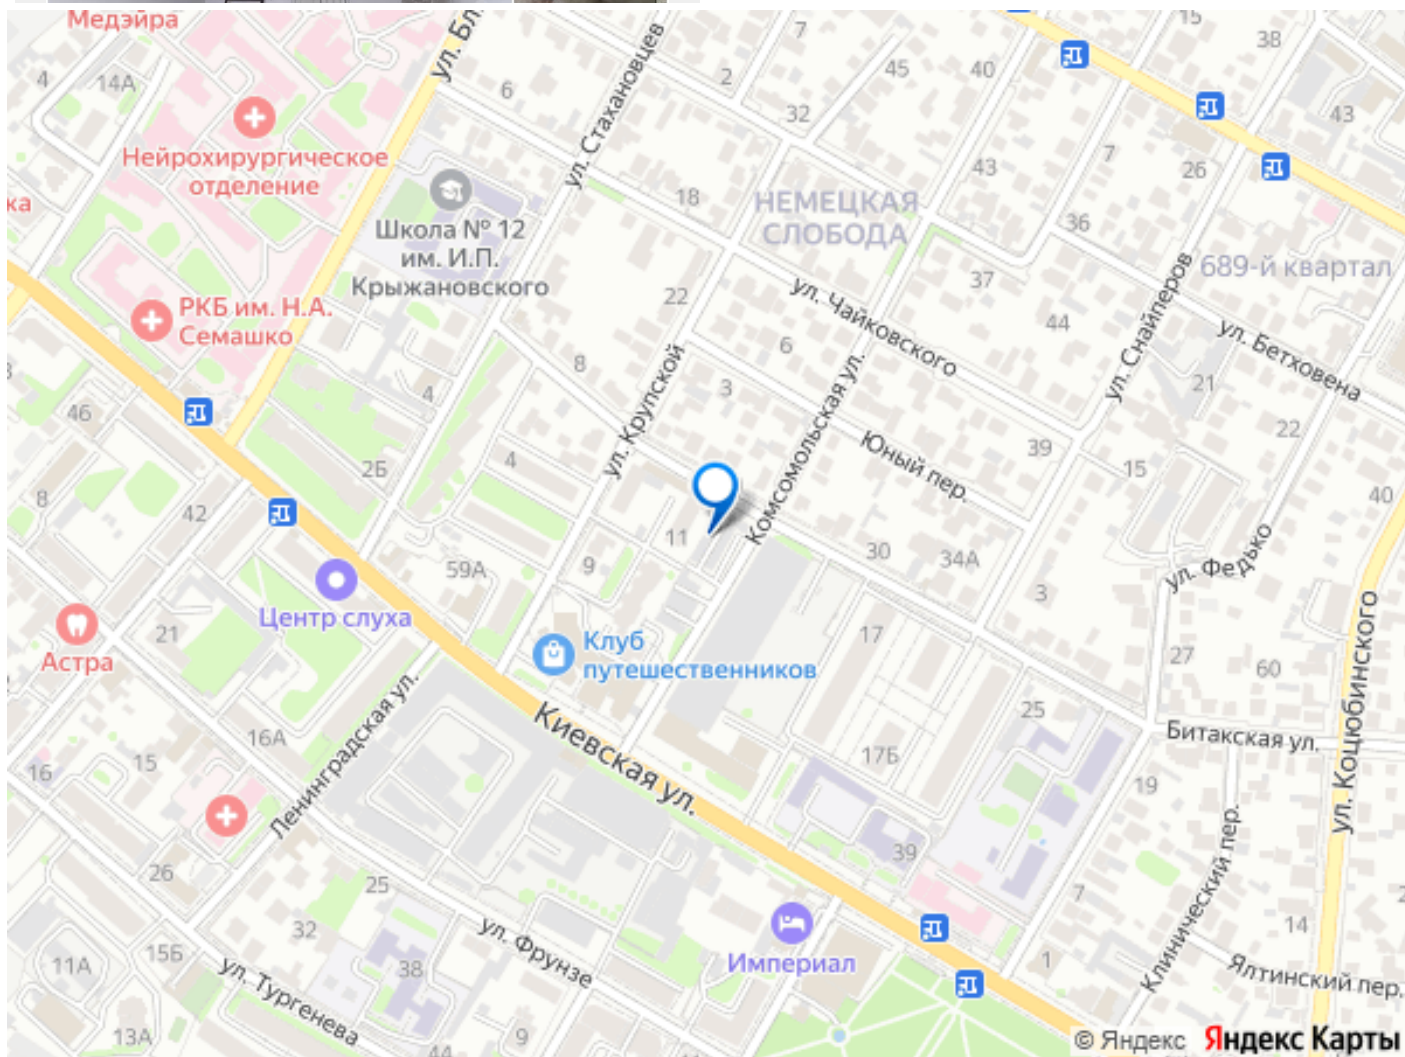 Медэйра
ул. Бл
15
38
7
4
14А
2
45
40
6
ул. Стахановцев
32
43
Нейрохирургическое
отделение
7
43
26
18
НЕМЕЦКАЯ
СЛОБОДА
ка
Школа № 12
им. И.П.
Крыжановского
36
689-й квартал
37
22
ул. Чайковского
44
ул. Снайперов
РКБ им. Н.А.
Семашко
ул. Бетховена
6
8
3
4
46
21
22
ул. Крупской
Комсомольская ул.
Юный пер.
39
15
2Б
4
8
42
40
11
30
34А
59А
9
ул. Федько
3
Центр слуха
21
Астра
17
Клуб
путешественников
27
60
ул. Коцюбинского
25
Битакская ул.
Киевская ул.
16А
15
16
17Б
19
Ленинградская ул.
39
26
25
7
Клинический пер.
32
ул. Фрунзе
14
15Б
11А
38
Империал
1
Ялтинский пер.
ул. Тургенева
13А
9
44
© Яндекс Яндекс Карты